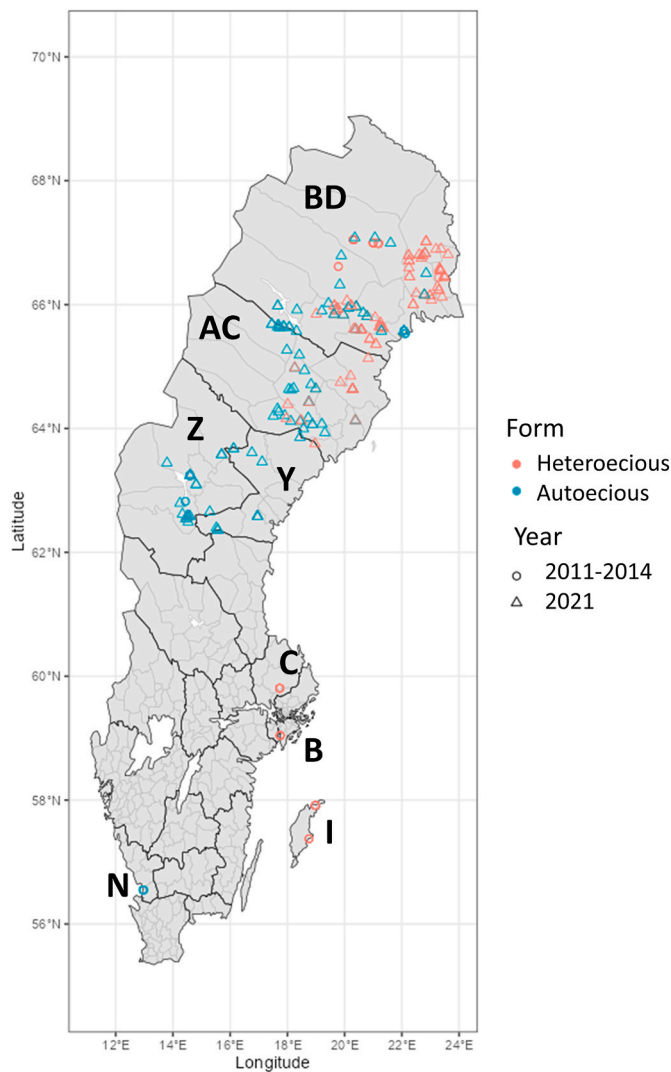 70°N
68°N
BD
66°N
AC
64°N
Z
Y
62°N
Latitude
Form
Heteroecious
Autoecious
Year
2011-2014
2021
C
60°N
B
58°N
I
N
56°N
12°E 14°E 16°E 18°E 20°E 22°E 24°E
Longitude